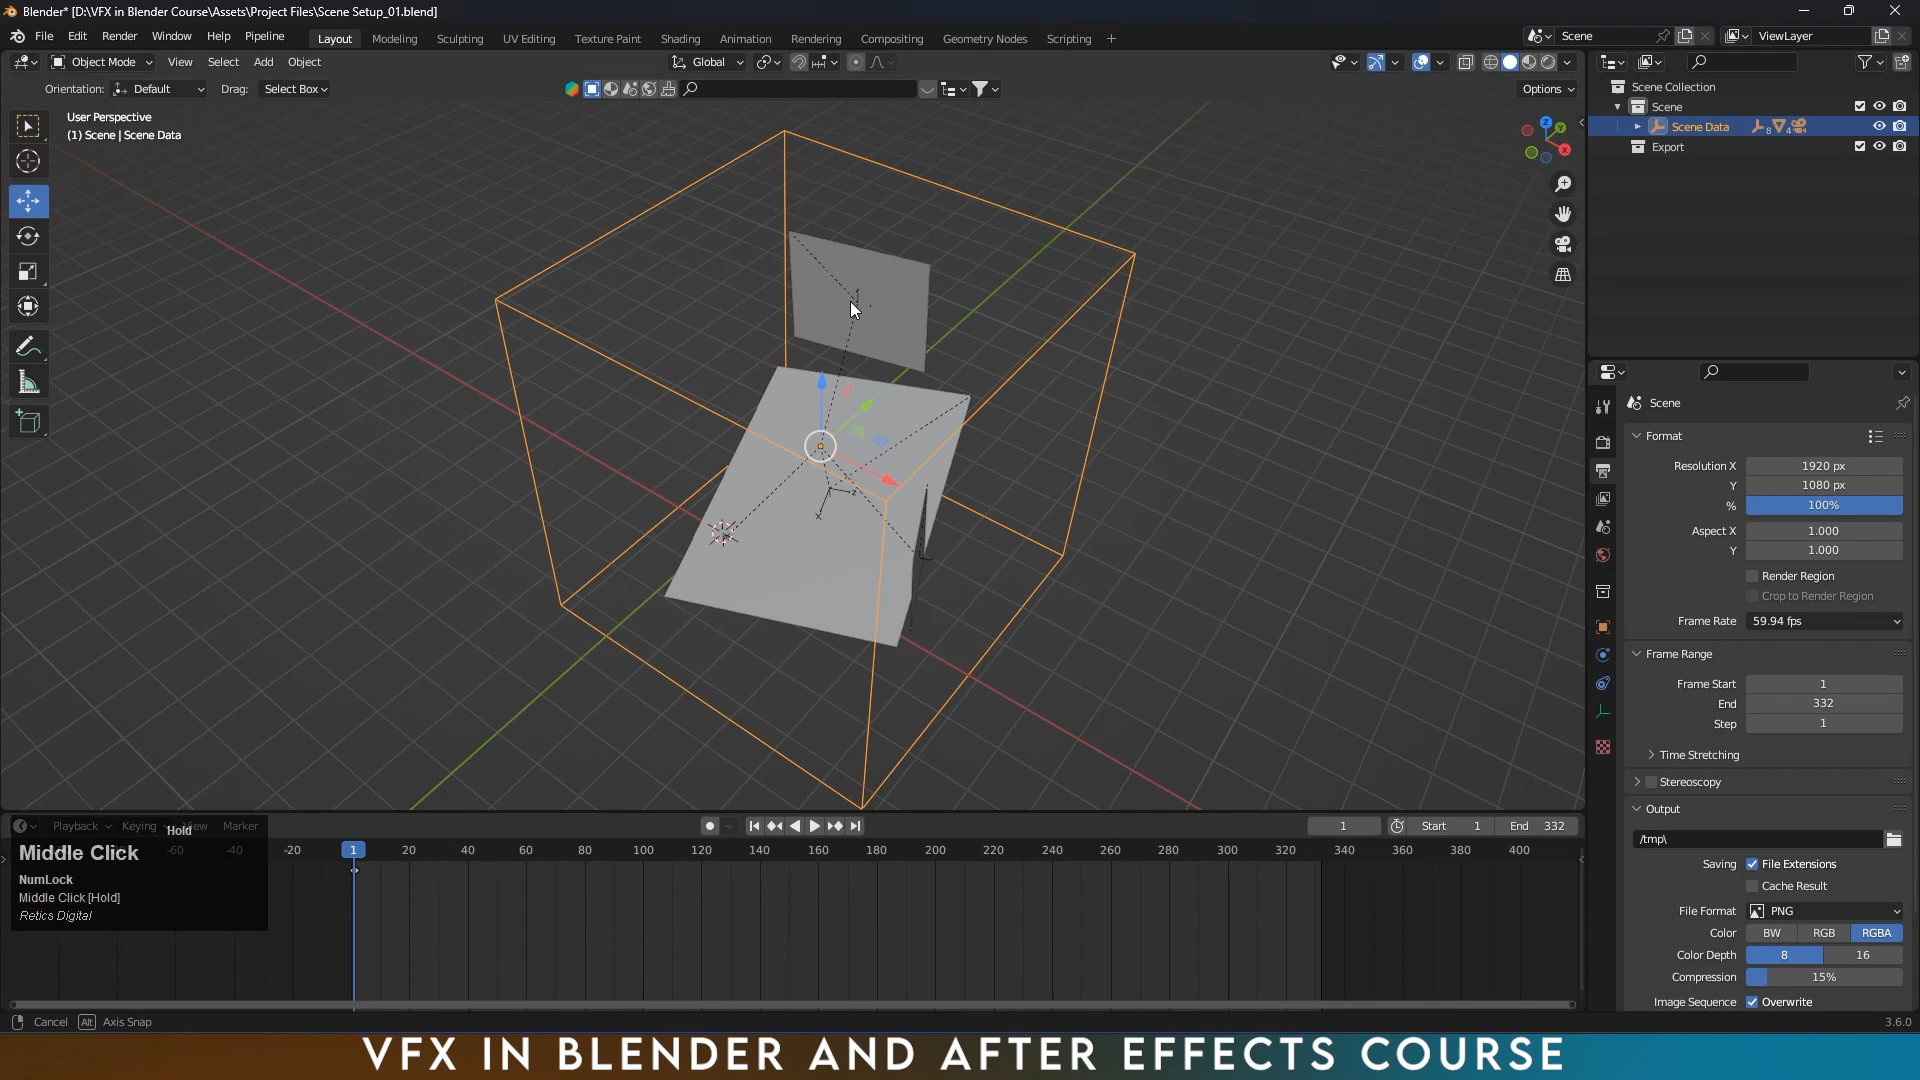 Blender* [D:\VFX in Blender Course\Assets\Project Files\Scene Setup_01.blend]
File Edit Render Window Help Pipeline Layout Modeling Sculpting UV Editing Texture Paint Shading Animation Rendering Compositing Geometry Nodes Scripting + Scene ViewLayer
Object Mode View Select Add Object Global
Orientation: Default Drag: Select Box Options
User Perspective
(1) Scene | Scene Data
Z
Y
X
Scene Collection
Scene
Scene Data 8 4
Export
Scene
Format
Resolution X 1920 px
Y 1080 px
% 100%
Aspect X 1.000
Y 1.000
Render Region
Crop to Render Region
Frame Rate 59.94 fps
Frame Range
Frame Start 1
End 332
Step 1
Time Stretching
Stereoscopy
Output
/tmp\
Saving File Extensions
Cache Result
File Format PNG
Color BW RGB RGBA
Color Depth 8 16
Compression 15%
Image Sequence Overwrite
Playback Keying View Marker
1 Start 1 End 332
-60 -40 -20 1 20 40 60 80 100 120 140 160 180 200 220 240 260 280 300 320 340 360 380 400
Hold
Middle Click
NumLock
Middle Click [Hold]
Retics Digital
Cancel Alt Axis Snap
3.6.0
VFX IN BLENDER AND AFTER EFFECTS COURSE